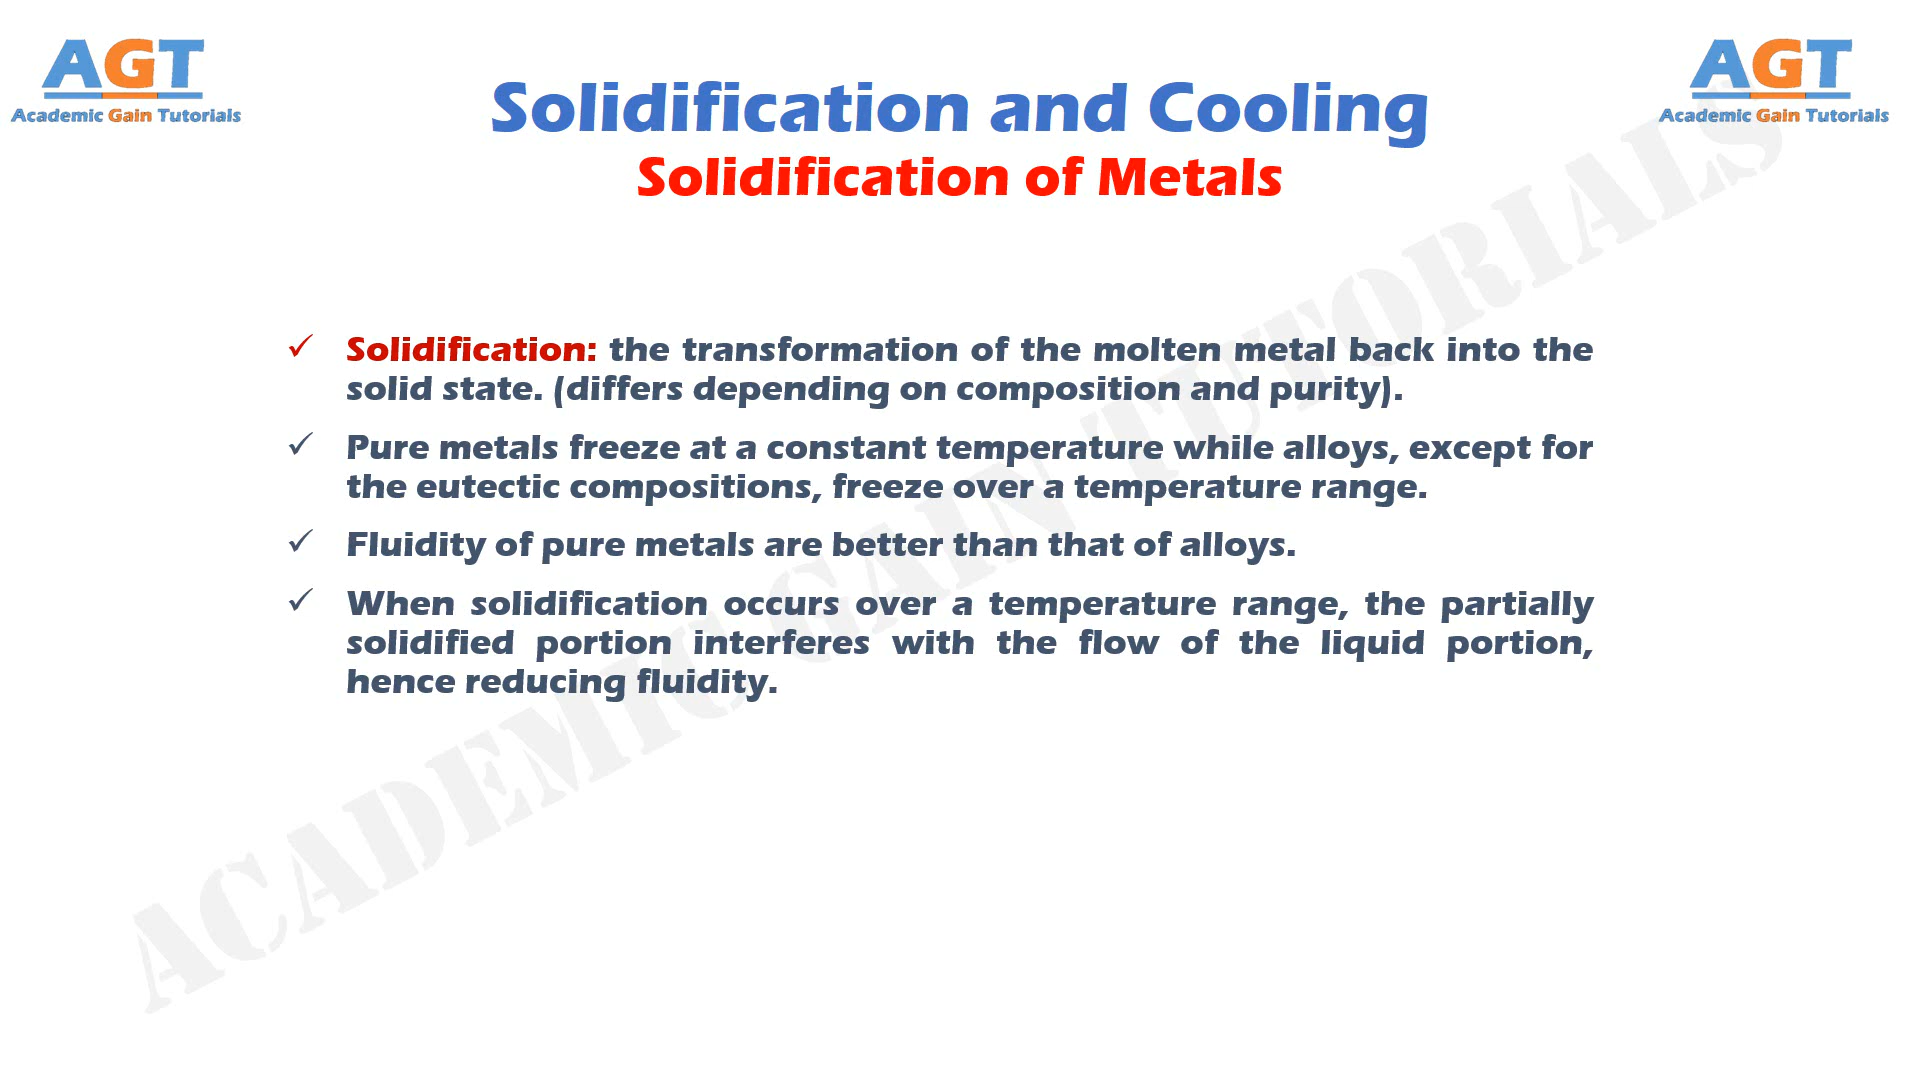 AGT
Academic Gain Tutorials
AGT
Academic Gain Tutorials
Solidification and Cooling
Solidification of Metals
Solidification: the transformation of the molten metal back into the
solid state. (differs depending on composition and purity).
Pure metals freeze at a constant temperature while alloys, except for
the eutectic compositions, freeze over a temperature range.
Fluidity of pure metals are better than that of alloys.
When solidification occurs over a temperature range, the partially
solidified portion interferes with the flow of the liquid portion,
hence reducing fluidity.
ACADEMIC GAIN TUTORIALS